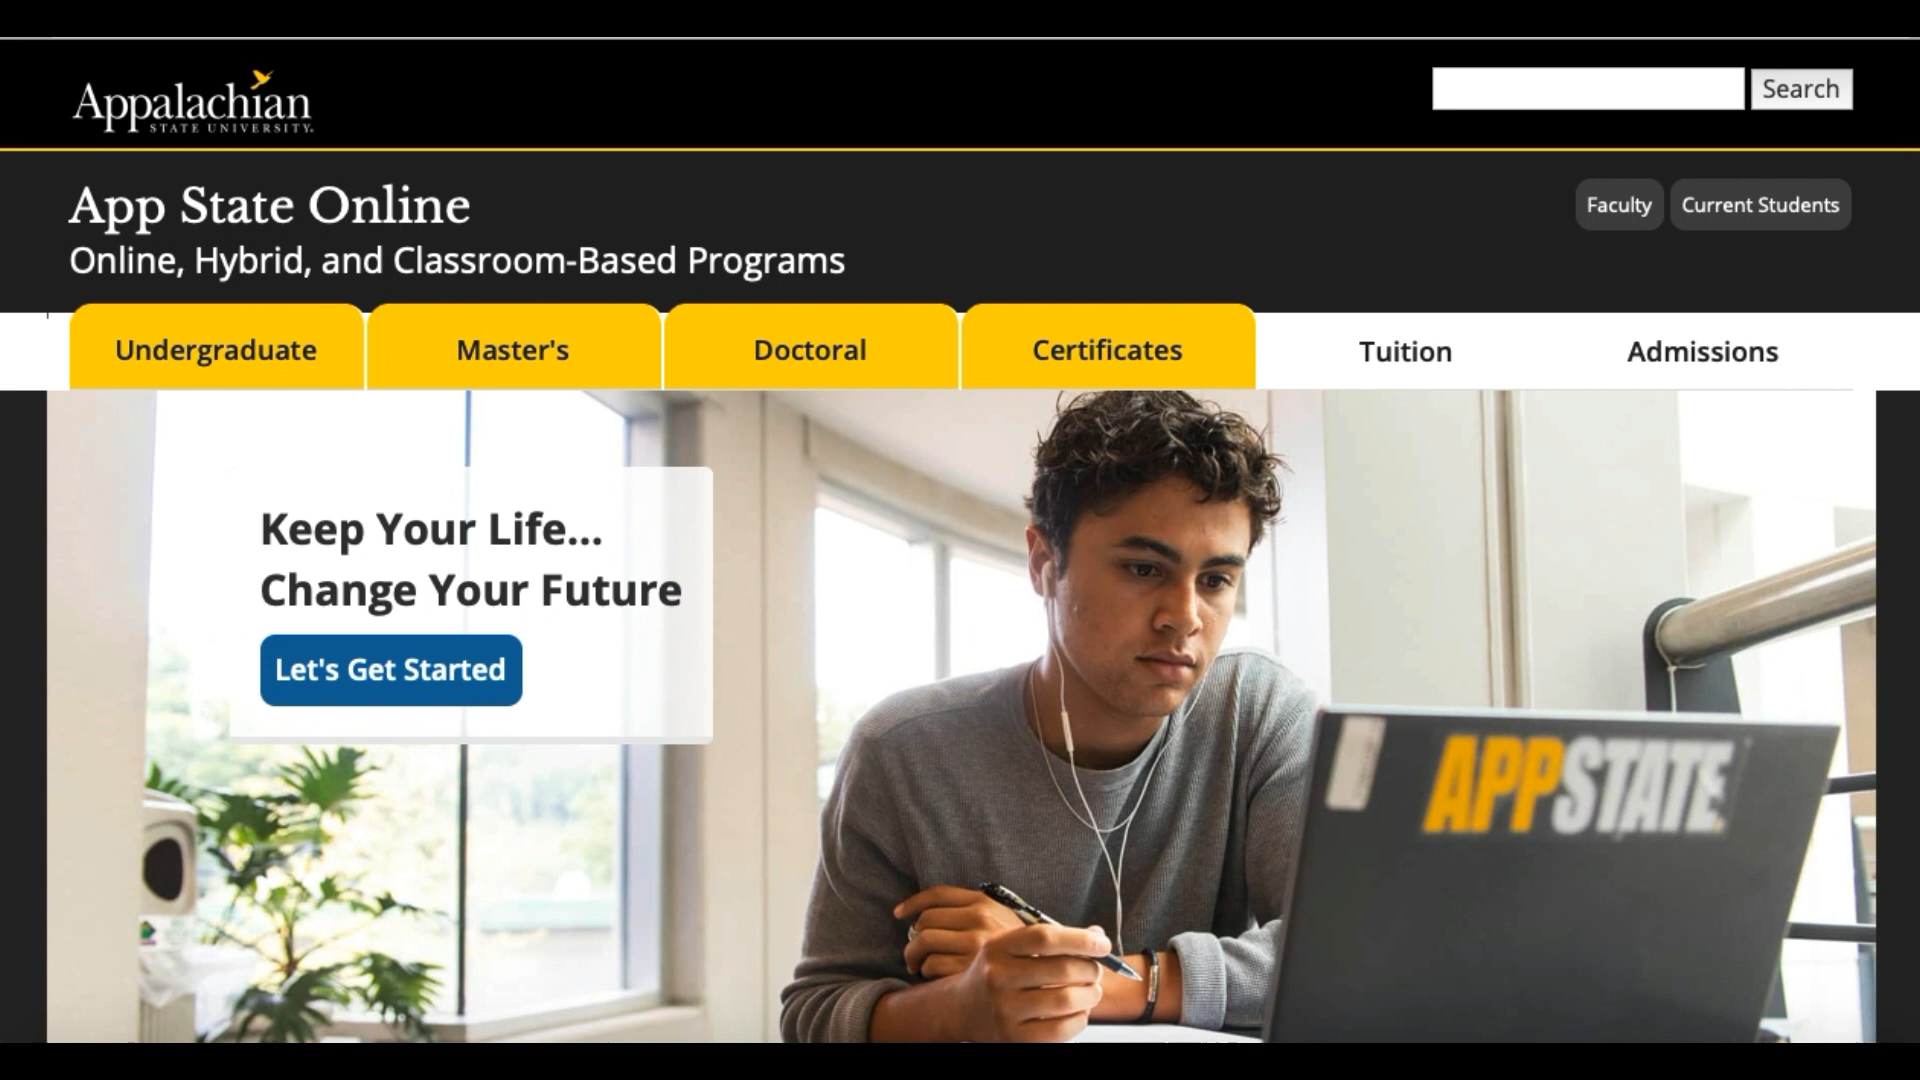 Appalachian
STATE UNIVERSITY.
Search
App State Online
Online, Hybrid, and Classroom-Based Programs
Faculty
Current Students
Undergraduate
Master's
Doctoral
Certificates
Tuition
Admissions
Keep Your Life...
Change Your Future
Let's Get Started
APPSTATE